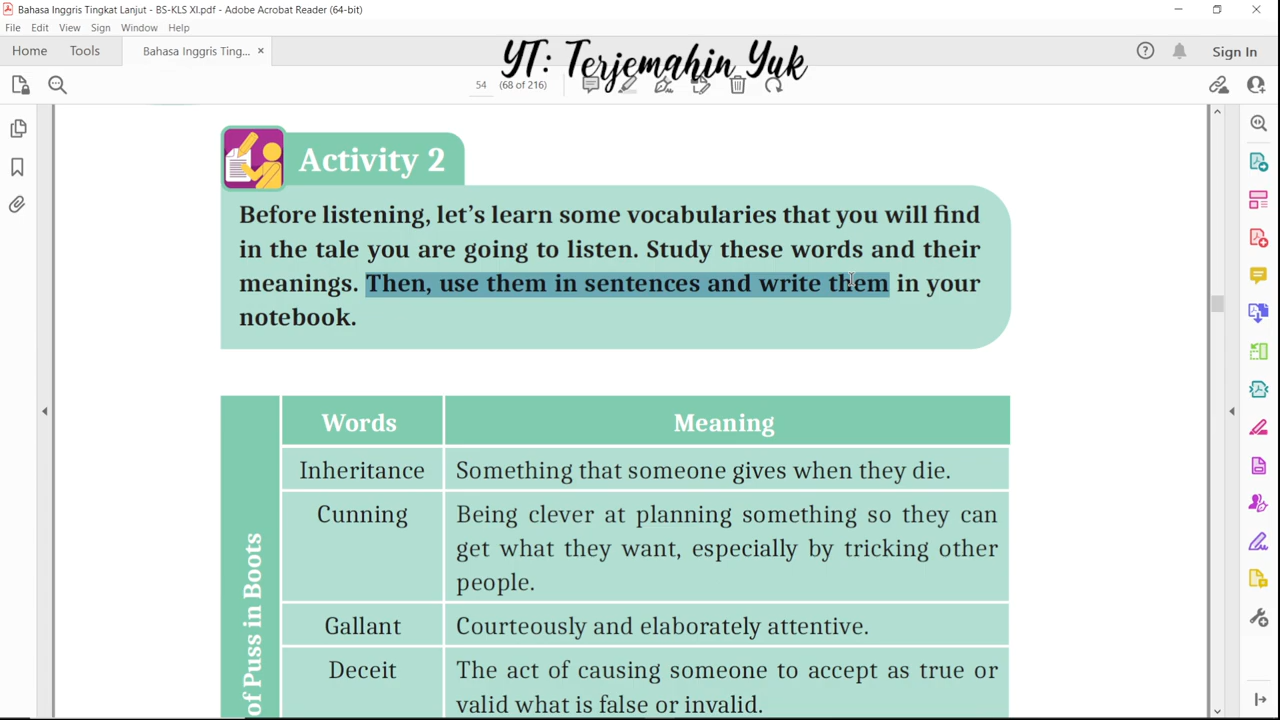 Bahasa Inggris Tingkat Lanjut - BS-KLS XI.pdf - Adobe Acrobat Reader (64-bit)
File Edit View Sign Window Help
Home Tools Bahasa Inggris Ting... × Sign In
YT: Terjemahin Yuk
54 (68 of 216)
Activity 2
Before listening, let’s learn some vocabularies that you will find
in the tale you are going to listen. Study these words and their
meanings. Then, use them in sentences and write them in your
notebook.
Words Meaning
Inheritance Something that someone gives when they die.
Cunning Being clever at planning something so they can
get what they want, especially by tricking other
people.
Gallant Courteously and elaborately attentive.
Deceit The act of causing someone to accept as true or
valid what is false or invalid.
of Puss in Boots